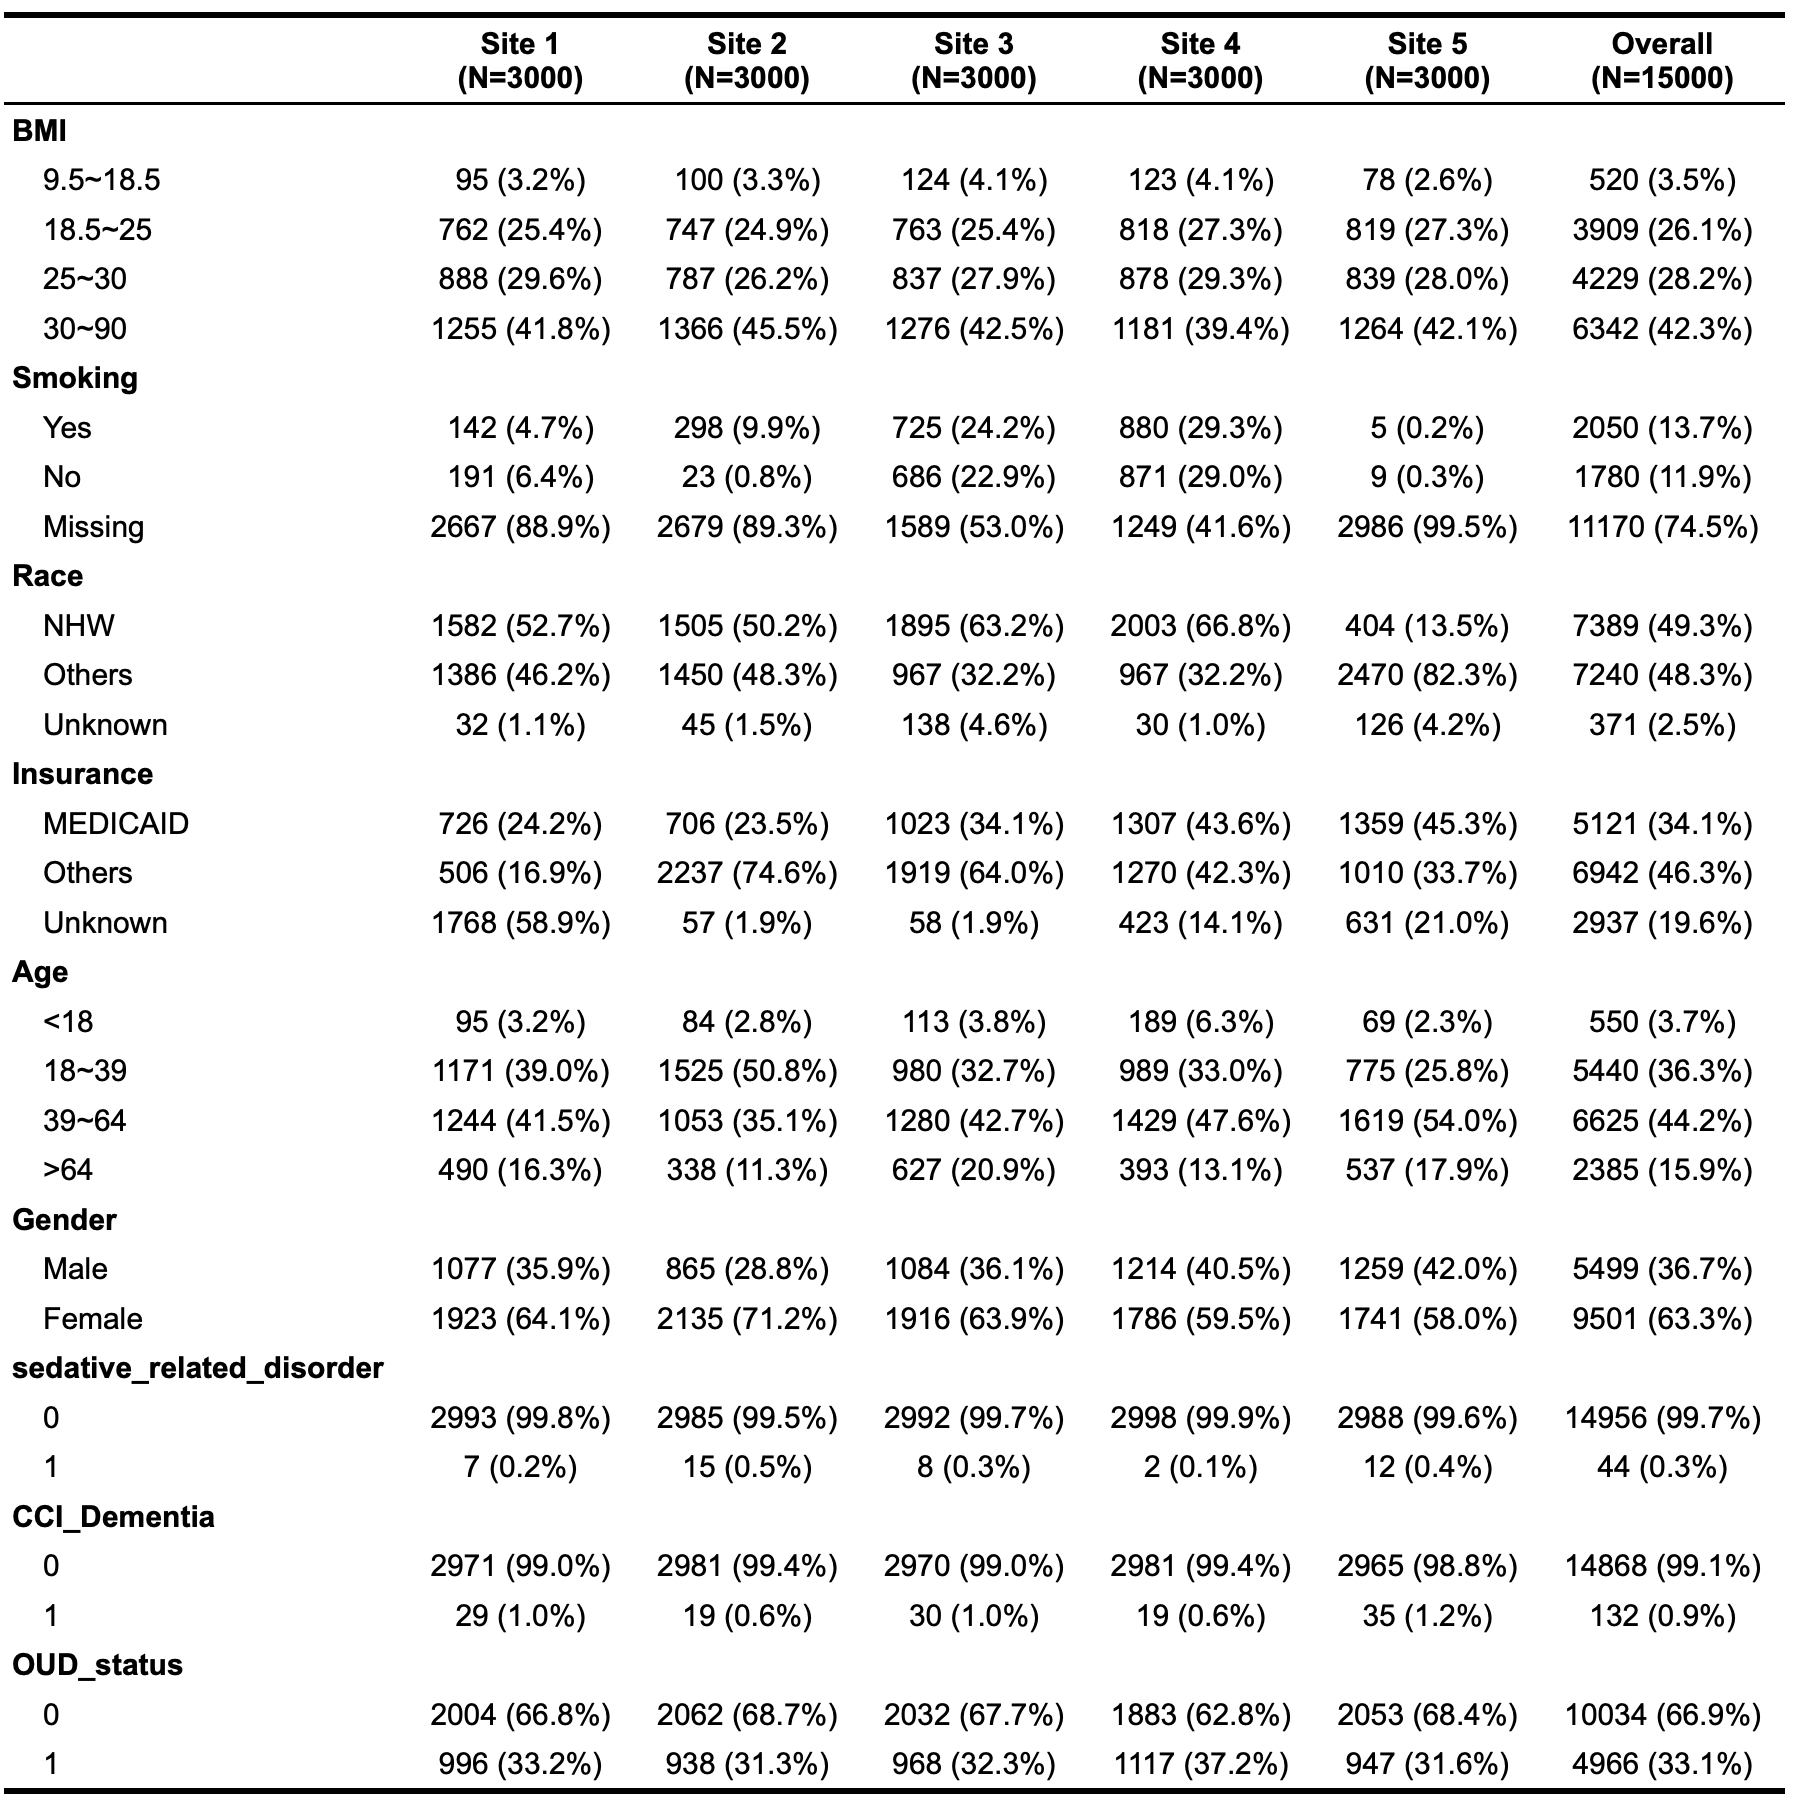 Site 1 Site 2 Site 3 Site 4 Site 5 Overall
(N=3000) (N=3000) (N=3000) (N=3000) (N=3000) (N=15000)
BMI
9.5~18.5 95 (3.2%) 100 (3.3%) 124 (4.1%) 123 (4.1%) 78 (2.6%) 520 (3.5%)
18.5~25 762 (25.4%) 747 (24.9%) 763 (25.4%) 818 (27.3%) 819 (27.3%) 3909 (26.1%)
25~30 888 (29.6%) 787 (26.2%) 837 (27.9%) 878 (29.3%) 839 (28.0%) 4229 (28.2%)
30~90 1255 (41.8%) 1366 (45.5%) 1276 (42.5%) 1181 (39.4%) 1264 (42.1%) 6342 (42.3%)
Smoking
Yes 142 (4.7%) 298 (9.9%) 725 (24.2%) 880 (29.3%) 5 (0.2%) 2050 (13.7%)
No 191 (6.4%) 23 (0.8%) 686 (22.9%) 871 (29.0%) 9 (0.3%) 1780 (11.9%)
Missing 2667 (88.9%) 2679 (89.3%) 1589 (53.0%) 1249 (41.6%) 2986 (99.5%) 11170 (74.5%)
Race
NHW 1582 (52.7%) 1505 (50.2%) 1895 (63.2%) 2003 (66.8%) 404 (13.5%) 7389 (49.3%)
Others 1386 (46.2%) 1450 (48.3%) 967 (32.2%) 967 (32.2%) 2470 (82.3%) 7240 (48.3%)
Unknown 32 (1.1%) 45 (1.5%) 138 (4.6%) 30 (1.0%) 126 (4.2%) 371 (2.5%)
Insurance
MEDICAID 726 (24.2%) 706 (23.5%) 1023 (34.1%) 1307 (43.6%) 1359 (45.3%) 5121 (34.1%)
Others 506 (16.9%) 2237 (74.6%) 1919 (64.0%) 1270 (42.3%) 1010 (33.7%) 6942 (46.3%)
Unknown 1768 (58.9%) 57 (1.9%) 58 (1.9%) 423 (14.1%) 631 (21.0%) 2937 (19.6%)
Age
<18 95 (3.2%) 84 (2.8%) 113 (3.8%) 189 (6.3%) 69 (2.3%) 550 (3.7%)
18~39 1171 (39.0%) 1525 (50.8%) 980 (32.7%) 989 (33.0%) 775 (25.8%) 5440 (36.3%)
39~64 1244 (41.5%) 1053 (35.1%) 1280 (42.7%) 1429 (47.6%) 1619 (54.0%) 6625 (44.2%)
>64 490 (16.3%) 338 (11.3%) 627 (20.9%) 393 (13.1%) 537 (17.9%) 2385 (15.9%)
Gender
Male 1077 (35.9%) 865 (28.8%) 1084 (36.1%) 1214 (40.5%) 1259 (42.0%) 5499 (36.7%)
Female 1923 (64.1%) 2135 (71.2%) 1916 (63.9%) 1786 (59.5%) 1741 (58.0%) 9501 (63.3%)
sedative_related_disorder
0 2993 (99.8%) 2985 (99.5%) 2992 (99.7%) 2998 (99.9%) 2988 (99.6%) 14956 (99.7%)
1 7 (0.2%) 15 (0.5%) 8 (0.3%) 2 (0.1%) 12 (0.4%) 44 (0.3%)
CCI_Dementia
0 2971 (99.0%) 2981 (99.4%) 2970 (99.0%) 2981 (99.4%) 2965 (98.8%) 14868 (99.1%)
1 29 (1.0%) 19 (0.6%) 30 (1.0%) 19 (0.6%) 35 (1.2%) 132 (0.9%)
OUD_status
0 2004 (66.8%) 2062 (68.7%) 2032 (67.7%) 1883 (62.8%) 2053 (68.4%) 10034 (66.9%)
1 996 (33.2%) 938 (31.3%) 968 (32.3%) 1117 (37.2%) 947 (31.6%) 4966 (33.1%)